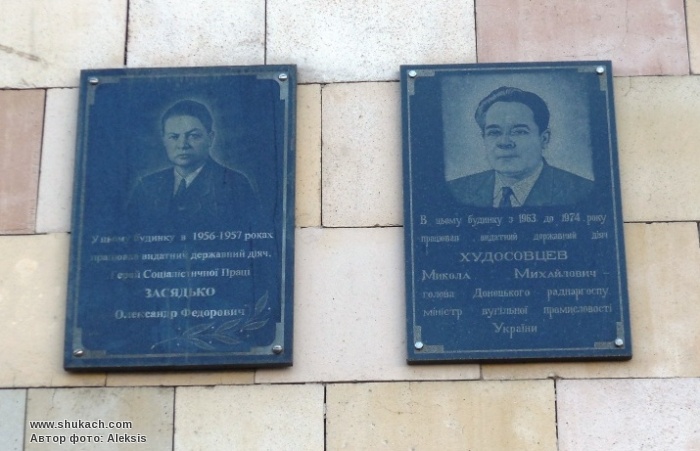 У цьому будинку в 1956-1957 роках
працював видатний державний діяч,
Герой Соціалістичної Праці
ЗАСЯДЬКО
Олександр Федорович
В цьому будинку з 1963 до 1974 року
працював видатний державний діяч
ХУДОСОВЦЕВ
Микола Михайлович -
голова Донецького раднаргоспу,
міністр вугільної промисловості
України
www.shukach.com
Автор фото: Aleksis